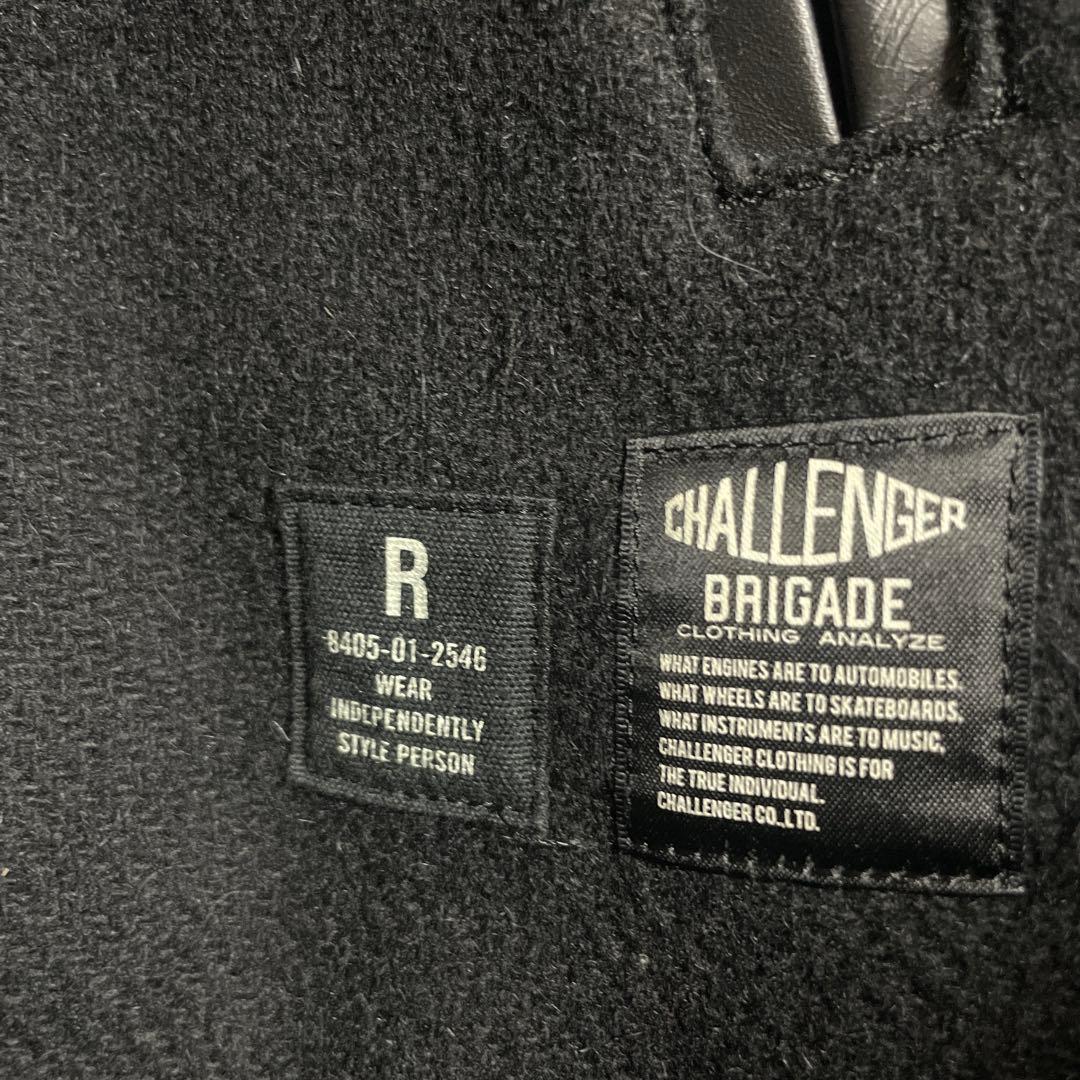 R
8405-01-2546
WEAR
INDEPENDENTLY
STYLE PERSON
CHALLENGER
BRIGADE
CLOTHING ANALYZE
WHAT ENGINES ARE TO AUTOMOBILES.
WHAT WHEELS ARE TO SKATEBOARDS.
WHAT INSTRUMENTS ARE TO MUSIC,
CHALLENGER CLOTHING IS FOR
THE TRUE INDIVIDUAL.
CHALLENGER CO.,LTD.